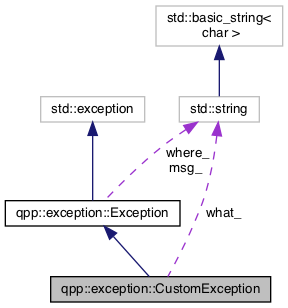 std::basic_string<
char >
std::exception
std::string
where_
msg_
qpp::exception::Exception
what_
qpp::exception::CustomException